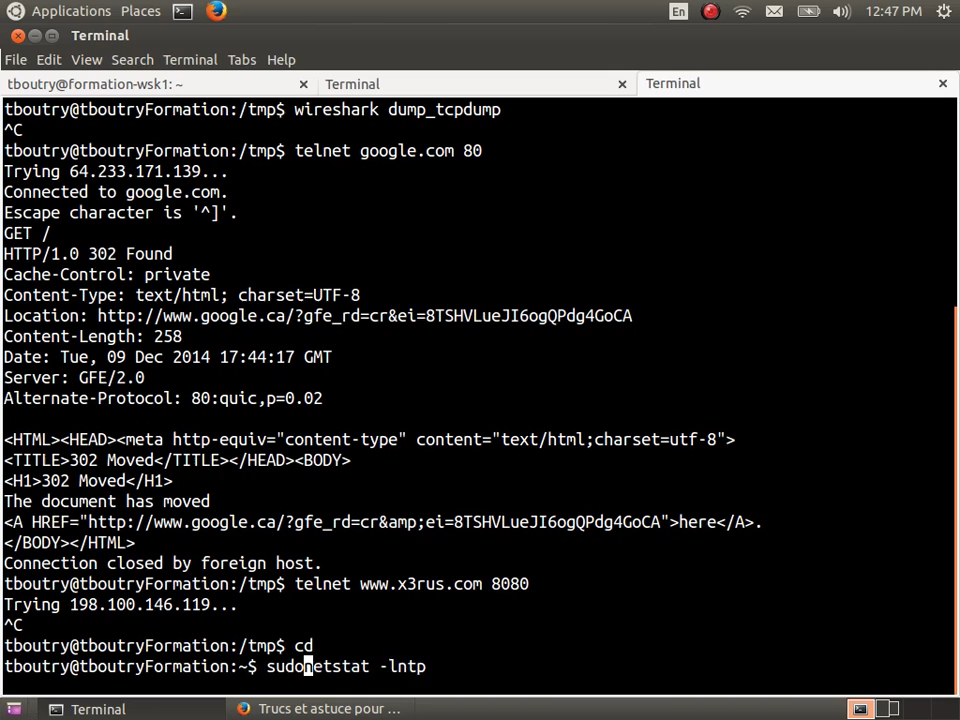 Applications Places En 12:47 PM
Terminal
File Edit View Search Terminal Tabs Help
tboutry@formation-wsk1: ~ Terminal Terminal
tboutry@tboutryFormation:/tmp$ wireshark dump_tcpdump
^C
tboutry@tboutryFormation:/tmp$ telnet google.com 80
Trying 64.233.171.139...
Connected to google.com.
Escape character is '^]'.
GET /
HTTP/1.0 302 Found
Cache-Control: private
Content-Type: text/html; charset=UTF-8
Location: http://www.google.ca/?gfe_rd=cr&ei=8TSHVLueJI6ogQPdg4GoCA
Content-Length: 258
Date: Tue, 09 Dec 2014 17:44:17 GMT
Server: GFE/2.0
Alternate-Protocol: 80:quic,p=0.02
<HTML><HEAD><meta http-equiv="content-type" content="text/html;charset=utf-8">
<TITLE>302 Moved</TITLE></HEAD><BODY>
<H1>302 Moved</H1>
The document has moved
<A HREF="http://www.google.ca/?gfe_rd=cr&amp;ei=8TSHVLueJI6ogQPdg4GoCA">here</A>.
</BODY></HTML>
Connection closed by foreign host.
tboutry@tboutryFormation:/tmp$ telnet www.x3rus.com 8080
Trying 198.100.146.119...
^C
tboutry@tboutryFormation:/tmp$ cd
tboutry@tboutryFormation:~$ sudonetstat -lntp
Terminal Trucs et astuce pour ...